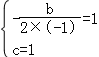 { - b / 2×(-1) =1
c=1